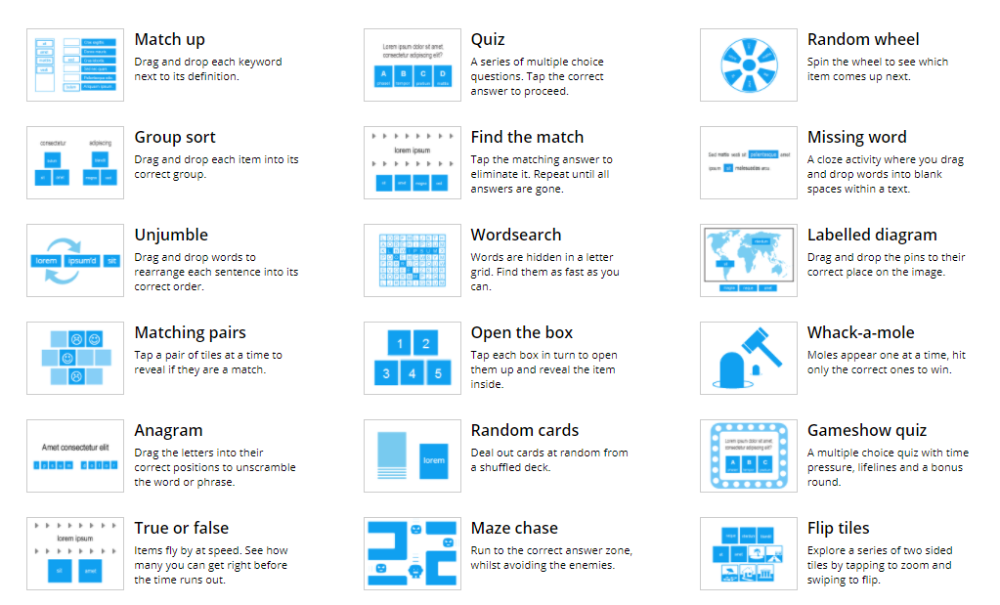 Match up
Drag and drop each keyword
next to its definition.
Lorem ipsum dolor sit amet,
consectetur adipiscing elit?
A B C D
Quiz
A series of multiple choice
questions. Tap the correct
answer to proceed.
Random wheel
Spin the wheel to see which
item comes up next.
consectetur adipiscing
Group sort
Drag and drop each item into its
correct group.
lorem ipsum
Find the match
Tap the matching answer to
eliminate it. Repeat until all
answers are gone.
Missing word
A cloze activity where you drag
and drop words into blank
spaces within a text.
lorem ipsum'd sit
Unjumble
Drag and drop words to
rearrange each sentence into its
correct order.
Wordsearch
Words are hidden in a letter
grid. Find them as fast as you
can.
Labelled diagram
Drag and drop the pins to their
correct place on the image.
Matching pairs
Tap a pair of tiles at a time to
reveal if they are a match.
1 2
3 4 5
Open the box
Tap each box in turn to open
them up and reveal the item
inside.
Whack-a-mole
Moles appear one at a time, hit
only the correct ones to win.
Amet consectetur elit
Anagram
Drag the letters into their
correct positions to unscramble
the word or phrase.
lorem
Random cards
Deal out cards at random from
a shuffled deck.
Lorem ipsum dolor sit amet,
consectetur adipiscing elit?
A B C
Gameshow quiz
A multiple choice quiz with time
pressure, lifelines and a bonus
round.
lorem ipsum
sit amet
True or false
Items fly by at speed. See how
many you can get right before
the time runs out.
Maze chase
Run to the correct answer zone,
whilst avoiding the enemies.
Flip tiles
Explore a series of two sided
tiles by tapping to zoom and
swiping to flip.